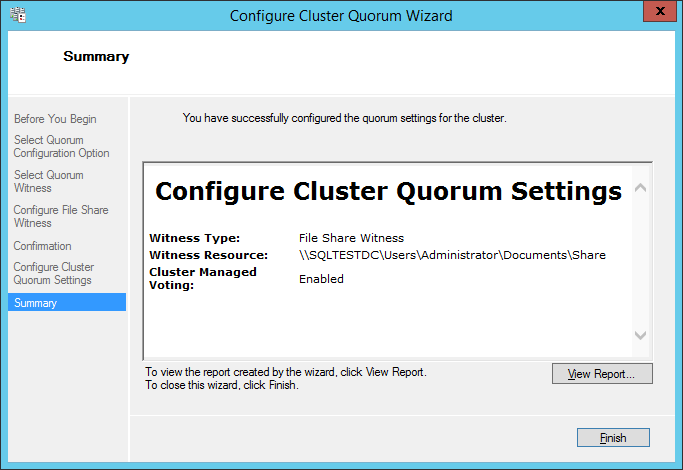 Configure Cluster Quorum Wizard
x
Summary
Before You Begin
Select Quorum
Configuration Option
Select Quorum
Witness
Configure File Share
Witness
Confirmation
Configure Cluster
Quorum Settings
Summary
You have successfully configured the quorum settings for the cluster.
Configure Cluster Quorum Settings
Witness Type: File Share Witness
Witness Resource: \\SQLTESTDC\Users\Administrator\Documents\Share
Cluster Managed
Voting: Enabled
To view the report created by the wizard, click View Report.
To close this wizard, click Finish.
View Report...
Finish